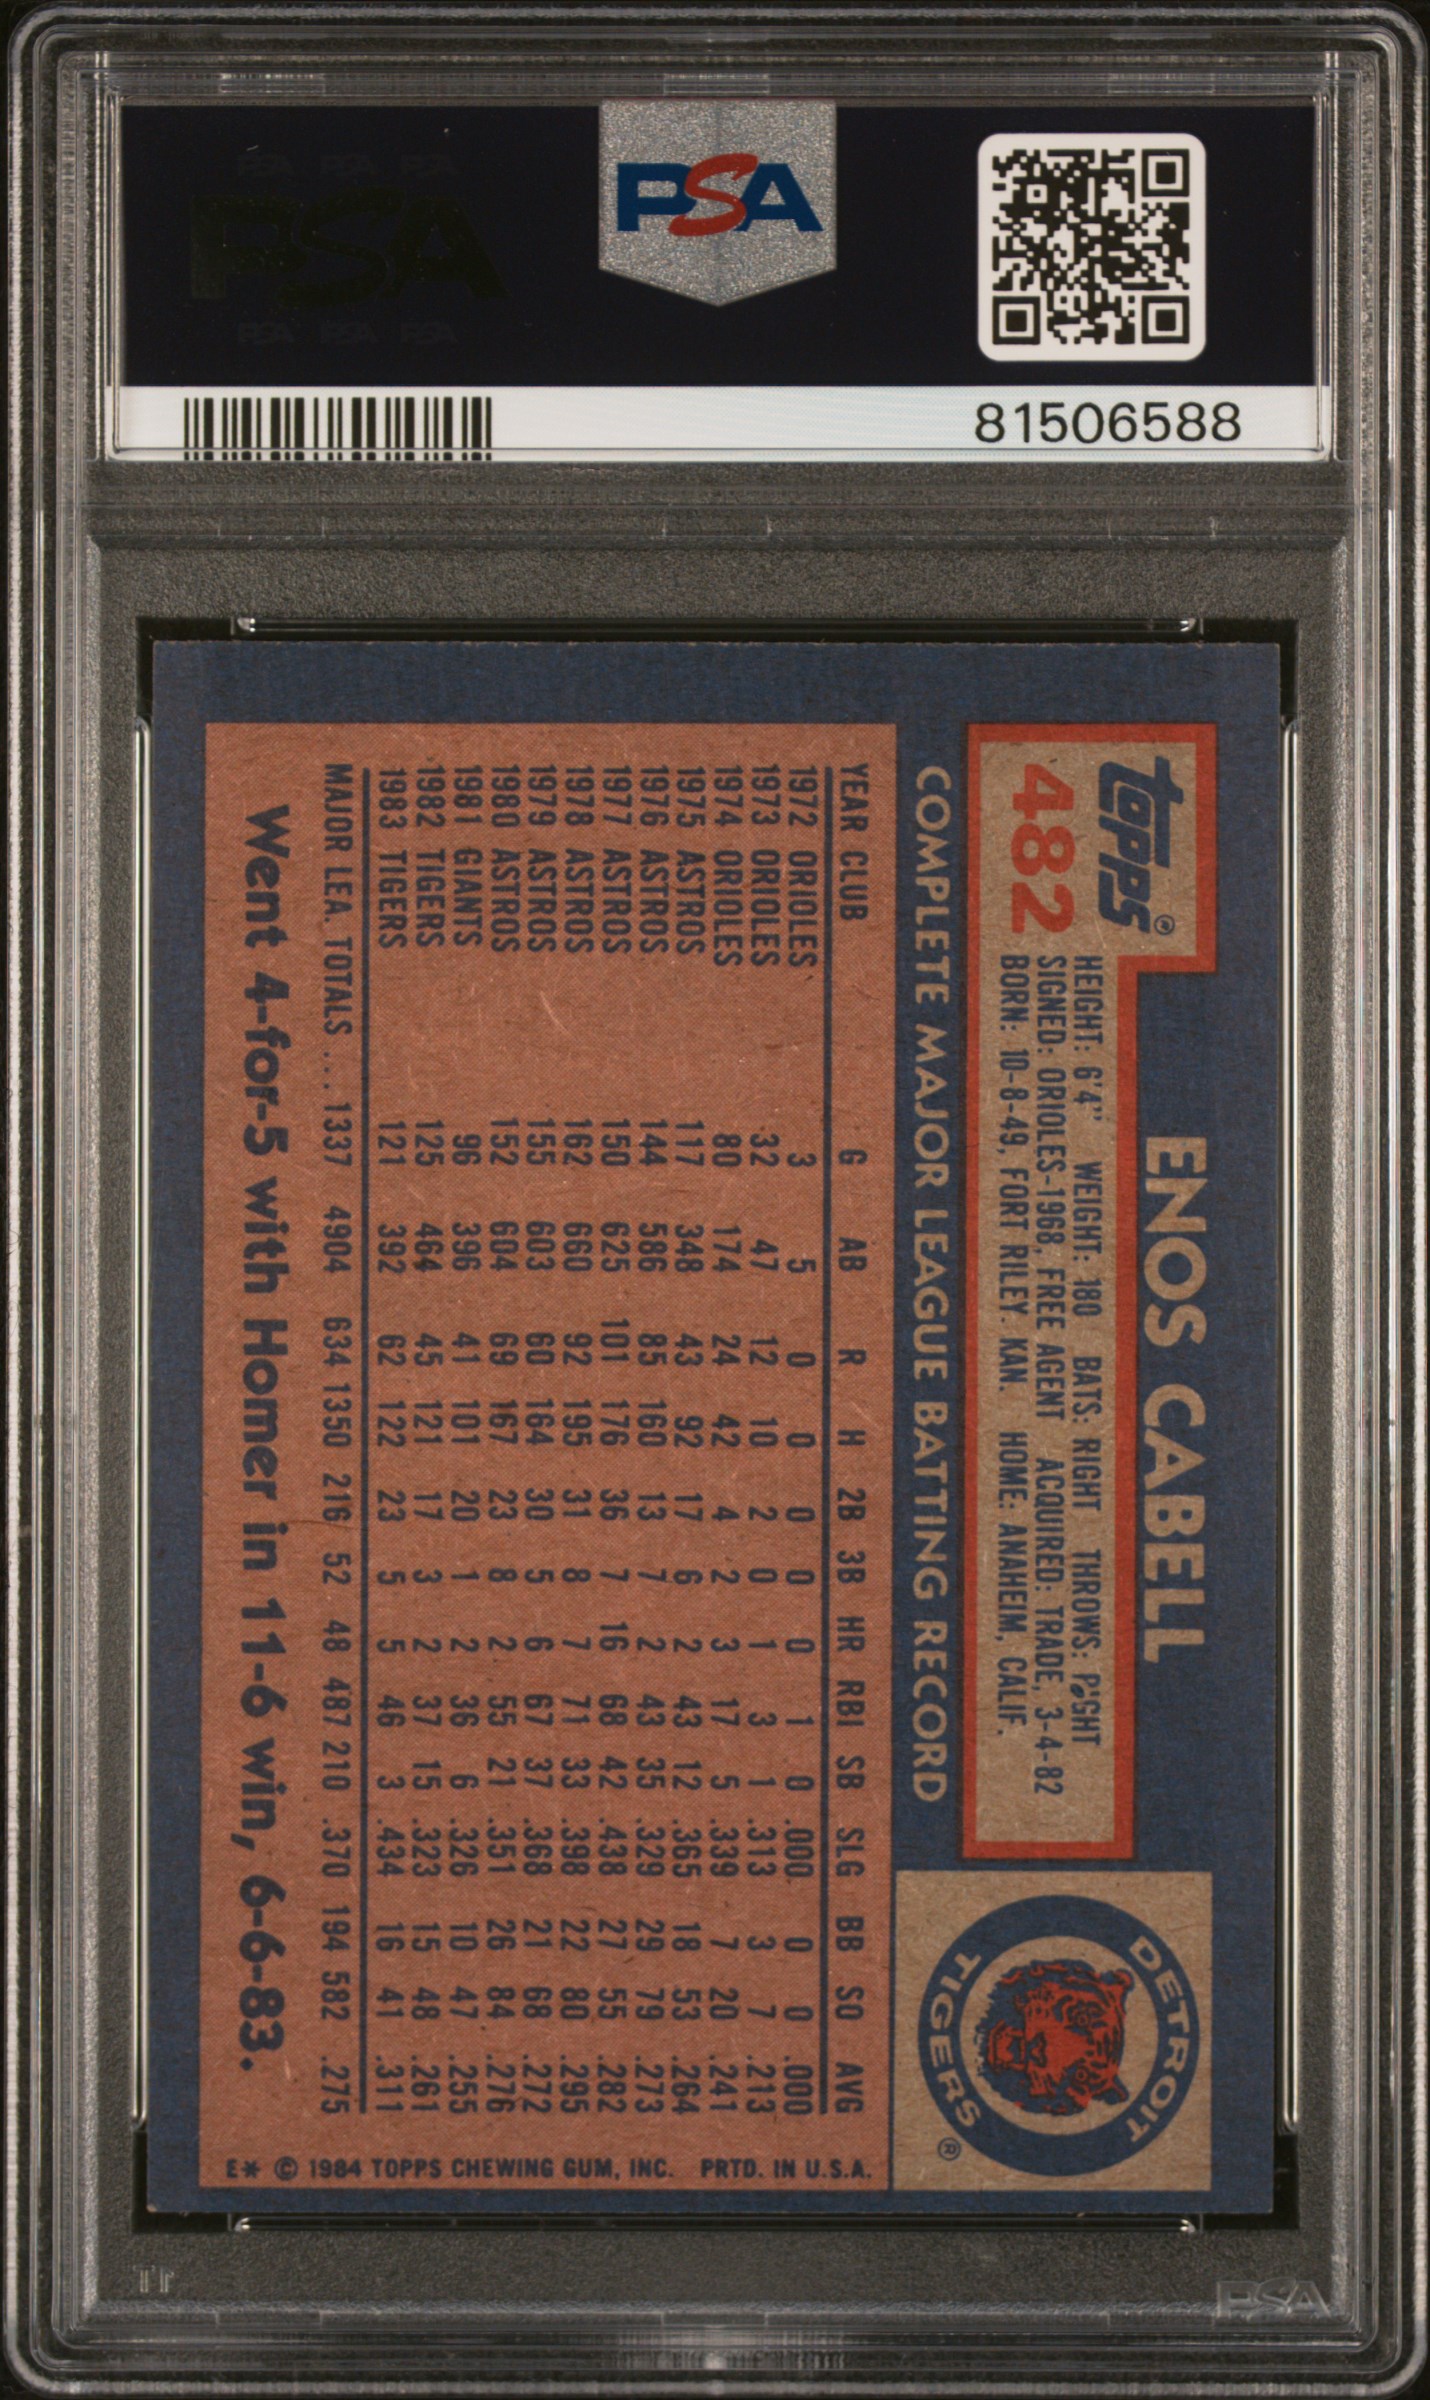 PSA PSA PSA
PSA
PSA PSA PSA
PSA
81506588
topps®
482
ENOS CABELL
HEIGHT: 6'4" WEIGHT: 180 BATS: RIGHT THROWS: RIGHT
SIGNED: ORIOLES-1968, FREE AGENT ACQUIRED: TRADE, 3-4-82
BORN: 10-8-49, FORT RILEY. KAN. HOME: ANAHEIM, CALIF.
DETROIT TIGERS ®
COMPLETE MAJOR LEAGUE BATTING RECORD
YEAR CLUB G AB R H 2B 3B HR RBI SB SLG BB SO AVG
1972 ORIOLES 3 5 0 0 0 0 0 1 0 .000 0 0 .000
1973 ORIOLES 32 47 12 10 2 0 1 3 1 .313 3 7 .213
1974 ORIOLES 80 174 24 42 4 2 3 17 5 .339 7 20 .241
1975 ASTROS 117 348 43 92 17 6 2 43 12 .365 18 53 .264
1976 ASTROS 144 586 85 160 13 7 2 43 35 .329 29 79 .273
1977 ASTROS 150 625 101 176 36 7 16 68 42 .438 27 55 .282
1978 ASTROS 162 660 92 195 31 8 7 71 33 .398 22 80 .295
1979 ASTROS 155 603 60 164 30 5 6 67 37 .368 21 68 .272
1980 ASTROS 152 604 69 167 23 8 2 55 21 .351 26 84 .276
1981 GIANTS 96 396 41 101 20 1 2 36 6 .326 10 47 .255
1982 TIGERS 125 464 45 121 17 3 2 37 15 .323 15 48 .261
1983 TIGERS 121 392 62 122 23 5 5 46 3 .434 16 41 .311
MAJOR LEA. TOTALS ... 1337 4904 634 1350 216 52 48 487 210 .370 194 582 .275
Went 4-for-5 with Homer in 11-6 win, 6-6-83.
E* © 1984 TOPPS CHEWING GUM, INC. PRTD. IN U.S.A.
PSA